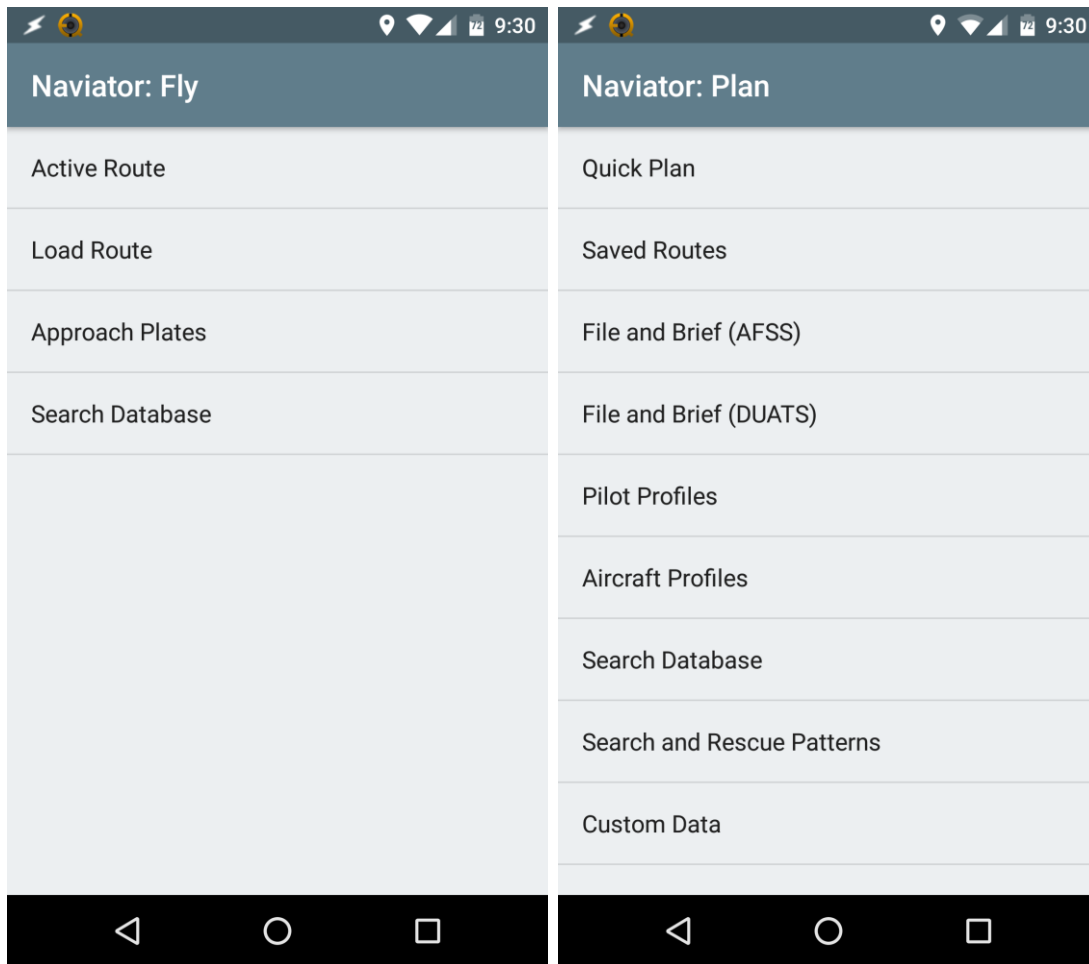 72 9:30
Naviator: Fly
Active Route
Load Route
Approach Plates
Search Database
72 9:30
Naviator: Plan
Quick Plan
Saved Routes
File and Brief (AFSS)
File and Brief (DUATS)
Pilot Profiles
Aircraft Profiles
Search Database
Search and Rescue Patterns
Custom Data